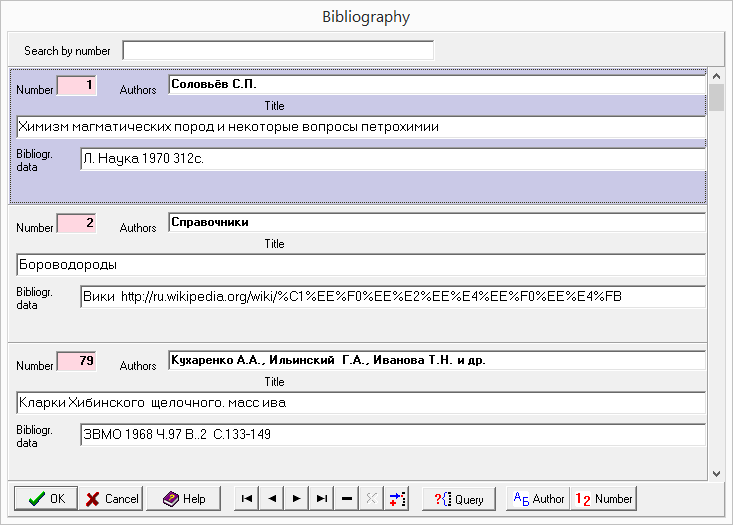 Bibliography
Search by number
Number 1 Authors Соловьёв С.П.
Title
Химизм магматических пород и некоторые вопросы петрохимии
Bibliogr. data Л. Наука 1970 312с.
Number 2 Authors Справочники
Title
Бороводороды
Bibliogr. data Вики http://ru.wikipedia.org/wiki/%C1%EE%F0%EE%E2%EE%E4%EE%F0%EE%E4%FB
Number 79 Authors Кухаренко А.А., Ильинский Г.А., Иванова Т.Н. и др.
Title
Кларки Хибинского щелочного. масс ива
Bibliogr. data ЗВМО 1968 Ч.97 В..2 С.133-149
OK Cancel Help ?{ Query АБ Author 12 Number